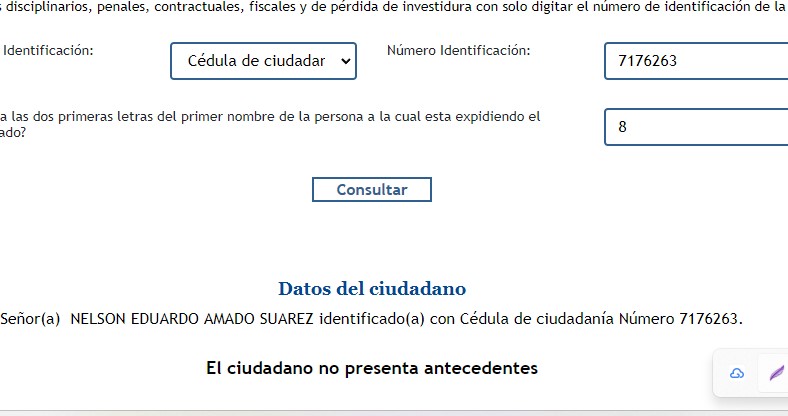 s disciplinarios, penales, contractuales, fiscales y de pérdida de investidura con solo digitar el número de identificación de la
Identificación:
Cédula de ciudadar
Número Identificación:
7176263
a las dos primeras letras del primer nombre de la persona a la cual esta expidiendo el
ado?
8
Consultar
Datos del ciudadano
Señor(a) NELSON EDUARDO AMADO SUAREZ identificado(a) con Cédula de ciudadanía Número 7176263.
El ciudadano no presenta antecedentes